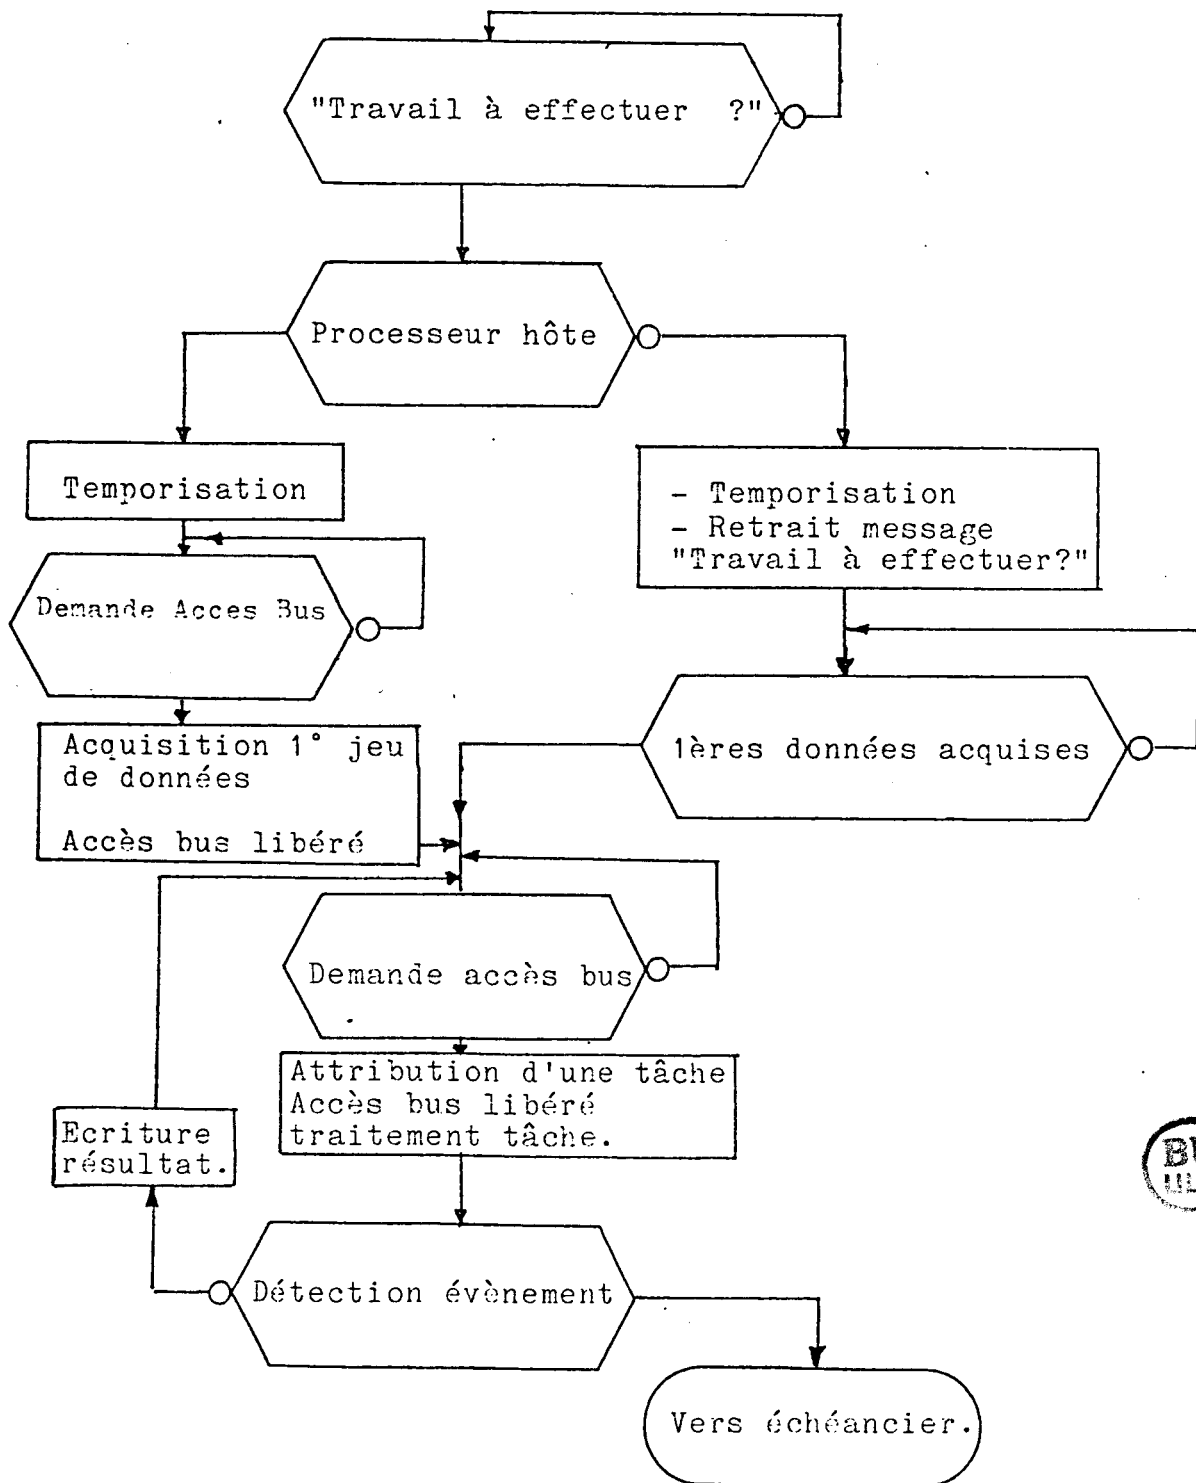 "Travail à effectuer ?"
Processeur hôte
Temporisation
- Temporisation
- Retrait message
"Travail à effectuer?"
Demande Acces Bus
1ères données acquises
Acquisition 1° jeu
de données
Accès bus libéré
Demande accès bus
Attribution d'une tâche
Accès bus libéré
traitement tâche.
Ecriture
résultat.
Détection évènement
Vers échéancier.